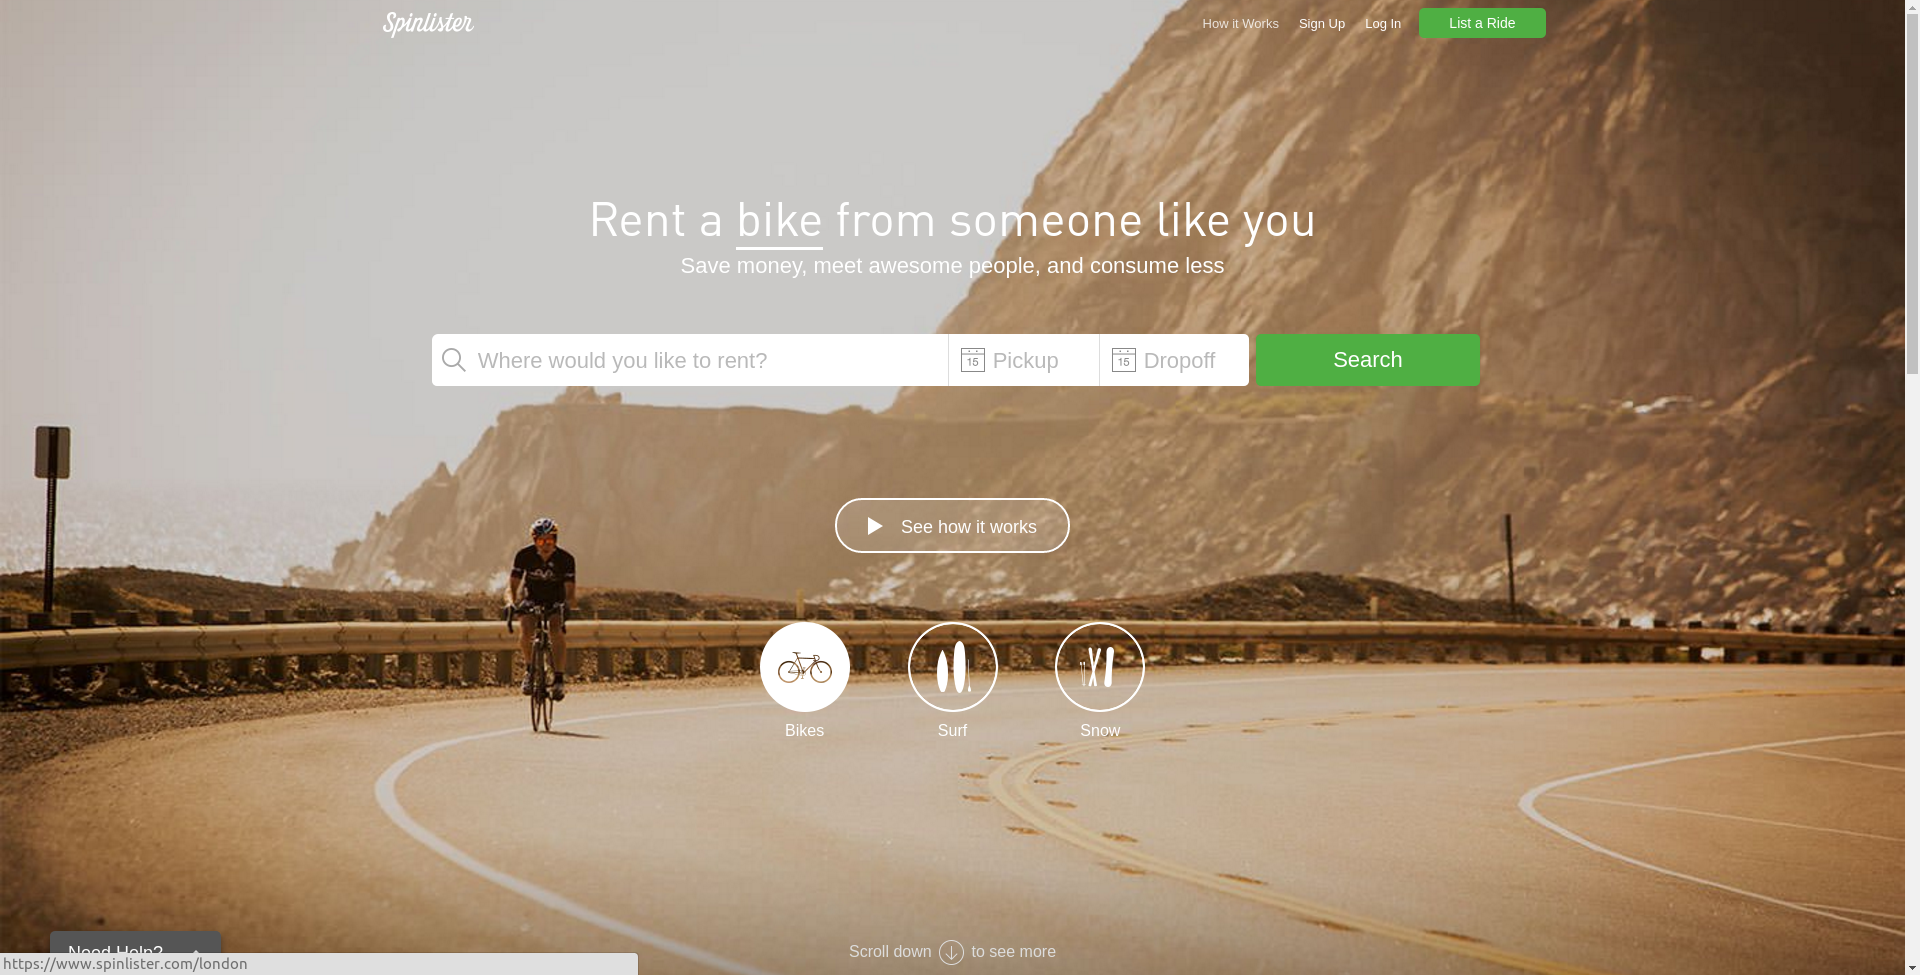 Spinlister
How it Works
Sign Up
Log In
List a Ride
Rent a bike from someone like you
Save money, meet awesome people, and consume less
Where would you like to rent?
15
Pickup
15
Dropoff
Search
See how it works
Bikes
Surf
Snow
Need Help?
Scroll down to see more
https://www.spinlister.com/london